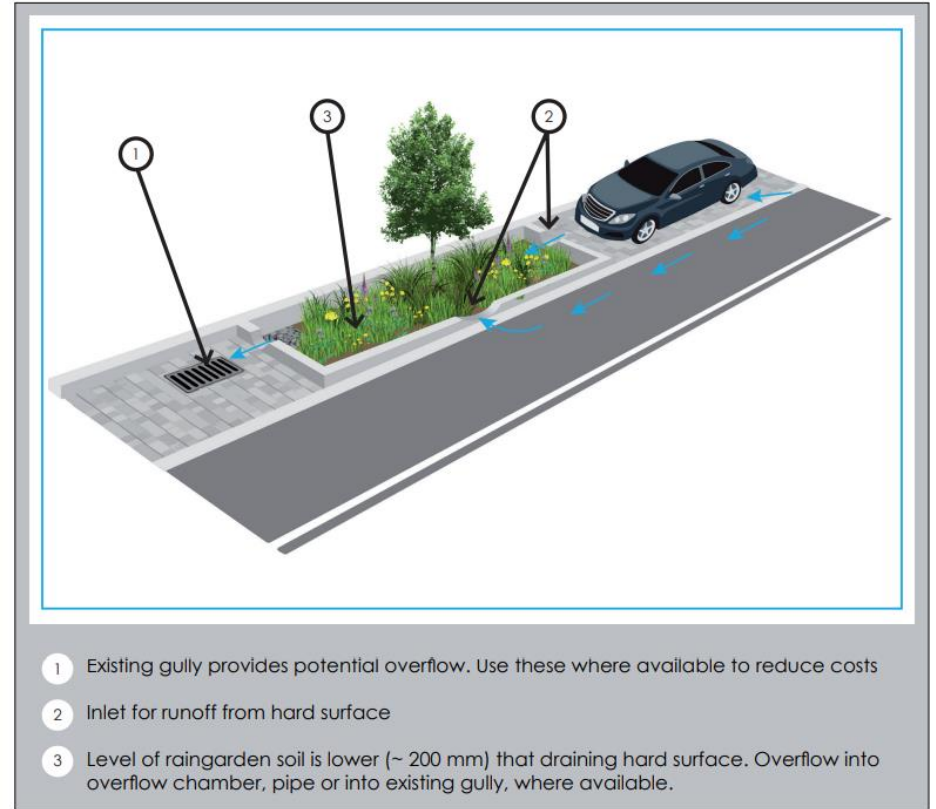 1
3
2
1 Existing gully provides potential overflow. Use these where available to reduce costs
2 Inlet for runoff from hard surface
3 Level of raingarden soil is lower (~ 200 mm) that draining hard surface. Overflow into
overflow chamber, pipe or into existing gully, where available.